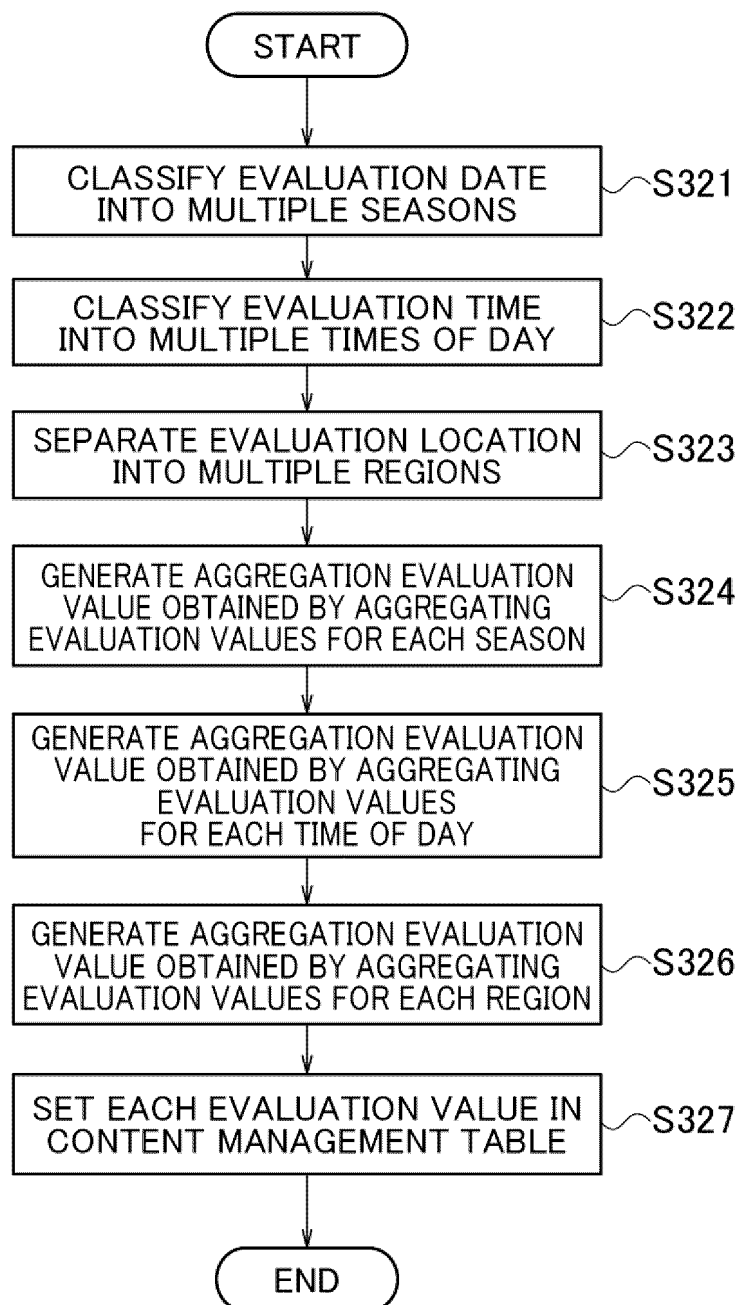 START
CLASSIFY EVALUATION DATE
INTO MULTIPLE SEASONS
S321
CLASSIFY EVALUATION TIME
INTO MULTIPLE TIMES OF DAY
S322
SEPARATE EVALUATION LOCATION
INTO MULTIPLE REGIONS
S323
GENERATE AGGREGATION EVALUATION
VALUE OBTAINED BY AGGREGATING
EVALUATION VALUES FOR EACH SEASON
S324
GENERATE AGGREGATION EVALUATION
VALUE OBTAINED BY AGGREGATING
EVALUATION VALUES
FOR EACH TIME OF DAY
S325
GENERATE AGGREGATION EVALUATION
VALUE OBTAINED BY AGGREGATING
EVALUATION VALUES FOR EACH REGION
S326
SET EACH EVALUATION VALUE IN
CONTENT MANAGEMENT TABLE
S327
END